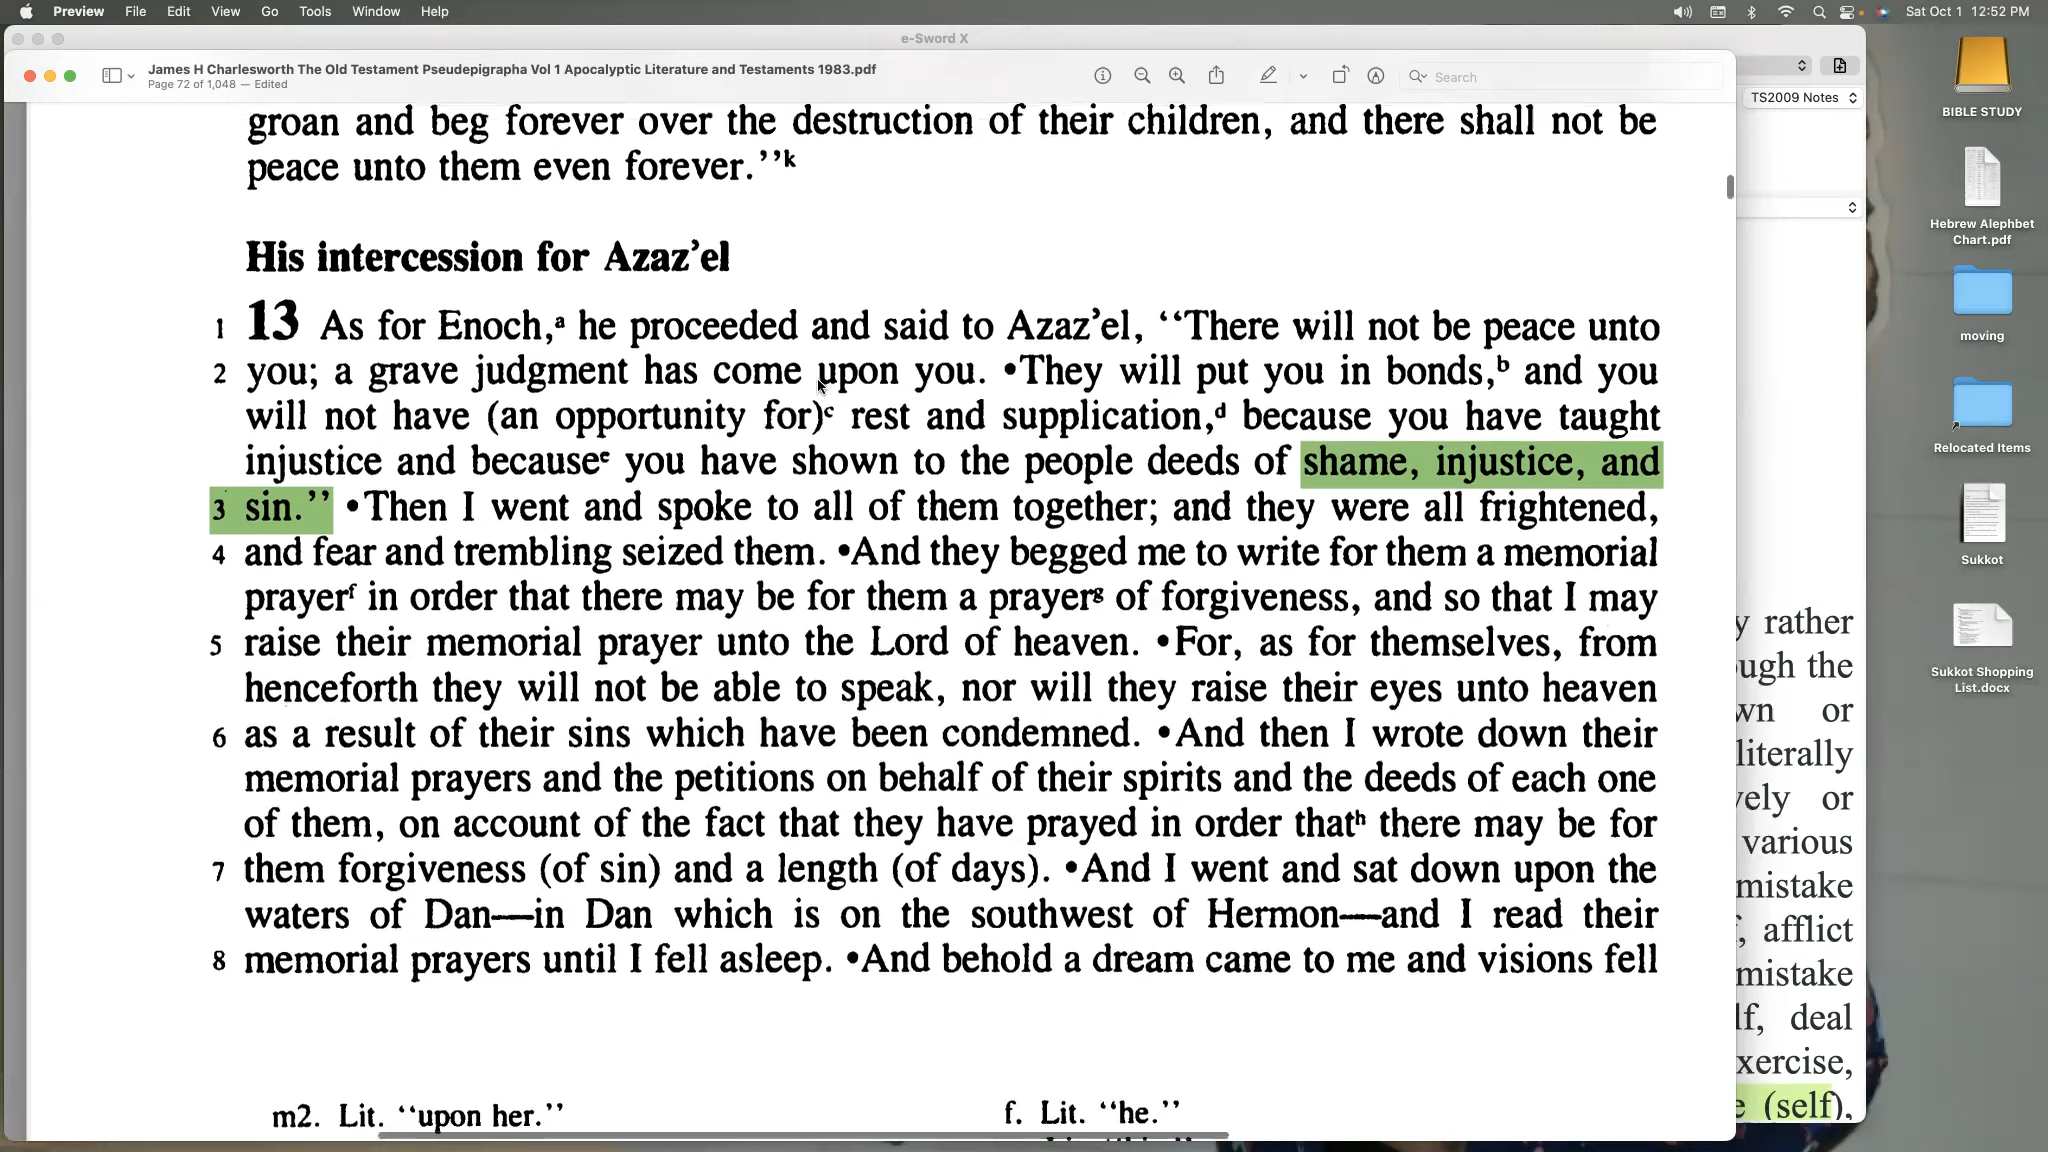 Preview File Edit View Go Tools Window Help
Sat Oct 1 12:52 PM
e-Sword X
James H Charlesworth The Old Testament Pseudepigrapha Vol 1 Apocalyptic Literature and Testaments 1983.pdf
Page 72 of 1,048 — Edited
Search
TS2009 Notes
groan and beg forever over the destruction of their children, and there shall not be
peace unto them even forever.’’k
His intercession for Azaz’el
1 13 As for Enoch,a he proceeded and said to Azaz’el, ‘‘There will not be peace unto
2 you; a grave judgment has come upon you. •They will put you in bonds,b and you
will not have (an opportunity for)c rest and supplication,d because you have taught
injustice and becausee you have shown to the people deeds of shame, injustice, and
3 sin.’’ •Then I went and spoke to all of them together; and they were all frightened,
4 and fear and trembling seized them. •And they begged me to write for them a memorial
prayerf in order that there may be for them a prayerg of forgiveness, and so that I may
5 raise their memorial prayer unto the Lord of heaven. •For, as for themselves, from
henceforth they will not be able to speak, nor will they raise their eyes unto heaven
6 as a result of their sins which have been condemned. •And then I wrote down their
memorial prayers and the petitions on behalf of their spirits and the deeds of each one
of them, on account of the fact that they have prayed in order thath there may be for
7 them forgiveness (of sin) and a length (of days). •And I went and sat down upon the
waters of Dan—in Dan which is on the southwest of Hermon—and I read their
8 memorial prayers until I fell asleep. •And behold a dream came to me and visions fell
m2. Lit. ‘‘upon her.’’
f. Lit. ‘‘he.’’
y rather
ough the
wn or
literally
vely or
various
mistake
f, afflict
mistake
lf, deal
xercise,
e (self),
BIBLE STUDY
Hebrew Alephbet
Chart.pdf
moving
Relocated Items
Sukkot
Sukkot Shopping
List.docx